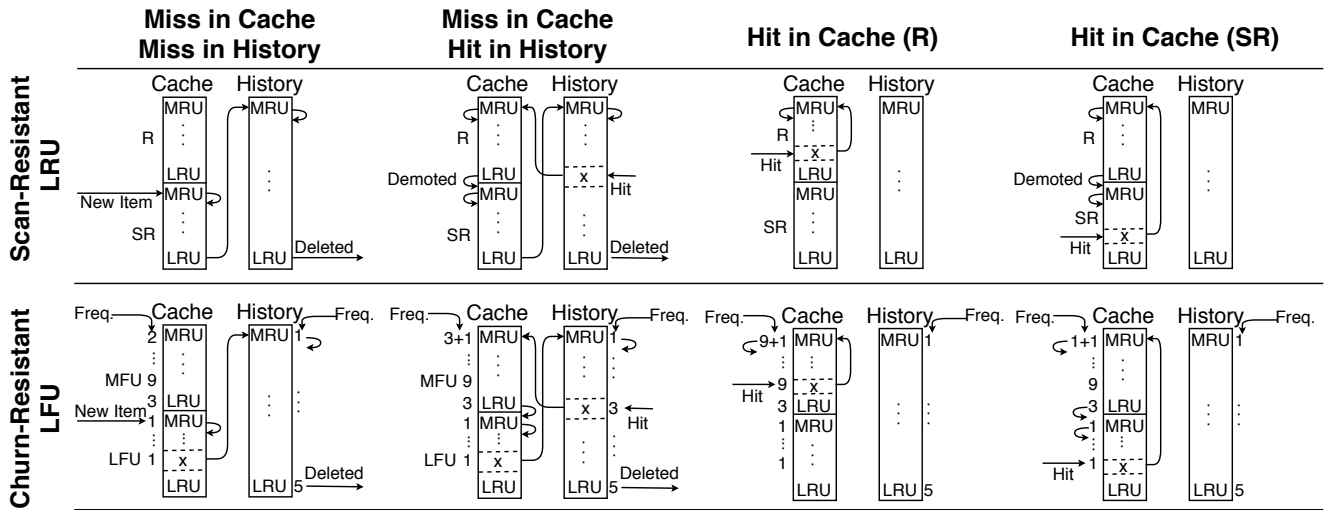 Miss in Cache
Miss in History
Miss in Cache
Hit in History
Hit in Cache (R)
Hit in Cache (SR)
Scan-Resistant
LRU
Cache History
MRU MRU
R
LRU
MRU
New Item
SR
LRU LRU Deleted
Cache History
MRU MRU
R
LRU x
Demoted Hit
MRU
SR
LRU LRU Deleted
Cache History
MRU MRU
R
x
Hit
LRU
MRU
SR
LRU LRU
Cache History
MRU MRU
R
LRU
Demoted
MRU
SR
x
Hit
LRU LRU
Churn-Resistant
LFU
Freq. Cache History Freq.
2 MRU MRU 1
MFU 9
3 LRU
New Item 1 MRU
LFU 1 x
LRU LRU 5 Deleted
Freq. Cache History Freq.
3+1 MRU MRU 1
MFU 9
3 LRU x 3
1 MRU Hit
LFU 1 x
LRU LRU 5 Deleted
Freq. Cache History Freq.
9+1 MRU MRU 1
9 x
Hit
3 LRU
1 MRU
1
LRU LRU 5
Freq. Cache History Freq.
1+1 MRU MRU 1
9
3 LRU
1 MRU
1 x
Hit
LRU LRU 5